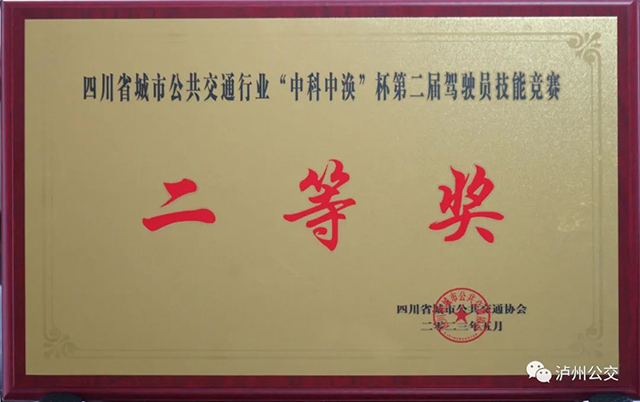 四川省城市公共交通行业“中科中涣”杯第二届驾驶员技能竞赛
二等奖
四川省城市公共交通协会
二零二三年五月
泸州公交